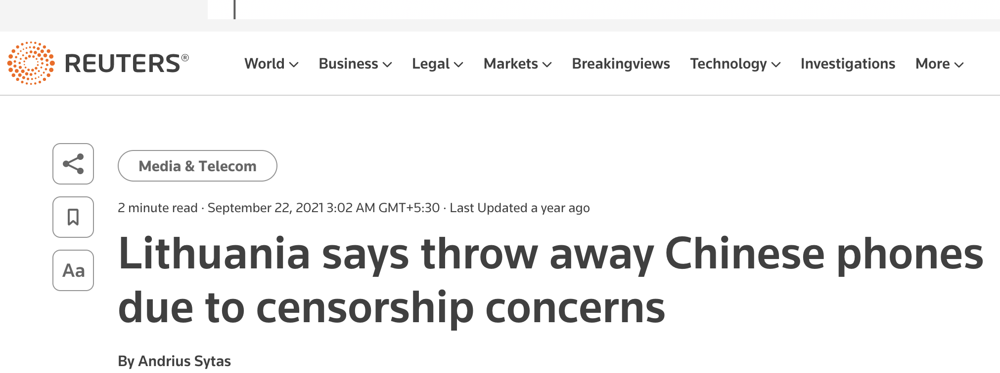 REUTERS®
World Business Legal Markets Breakingviews Technology Investigations More
Media & Telecom
2 minute read · September 22, 2021 3:02 AM GMT+5:30 · Last Updated a year ago
Aa
Lithuania says throw away Chinese phones
due to censorship concerns
By Andrius Sytas